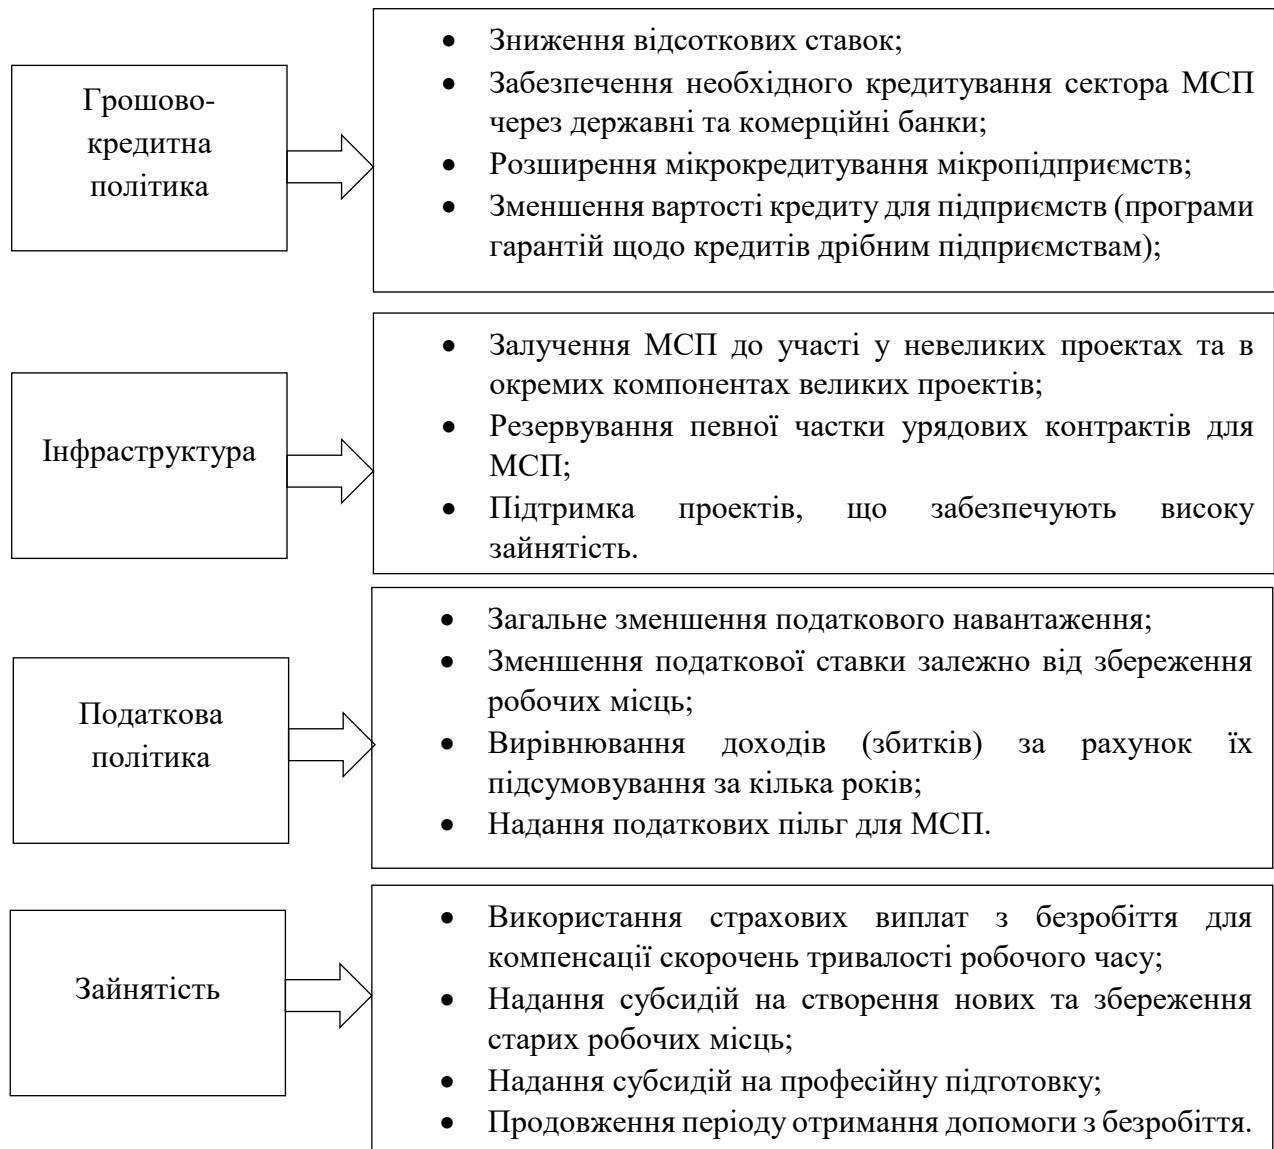 Грошово-
кредитна
політика
• Зниження відсоткових ставок;
• Забезпечення необхідного кредитування сектора МСП
через державні та комерційні банки;
• Розширення мікрокредитування мікропідприємств;
• Зменшення вартості кредиту для підприємств (програми
гарантій щодо кредитів дрібним підприємствам);
Інфраструктура
• Залучення МСП до участі у невеликих проектах та в
окремих компонентах великих проектів;
• Резервування певної частки урядових контрактів для
МСП;
• Підтримка проектів, що забезпечують високу
зайнятість.
Податкова
політика
• Загальне зменшення податкового навантаження;
• Зменшення податкової ставки залежно від збереження
робочих місць;
• Вирівнювання доходів (збитків) за рахунок їх
підсумовування за кілька років;
• Надання податкових пільг для МСП.
Зайнятість
• Використання страхових виплат з безробіття для
компенсації скорочень тривалості робочого часу;
• Надання субсидій на створення нових та збереження
старих робочих місць;
• Надання субсидій на професійну підготовку;
• Продовження періоду отримання допомоги з безробіття.